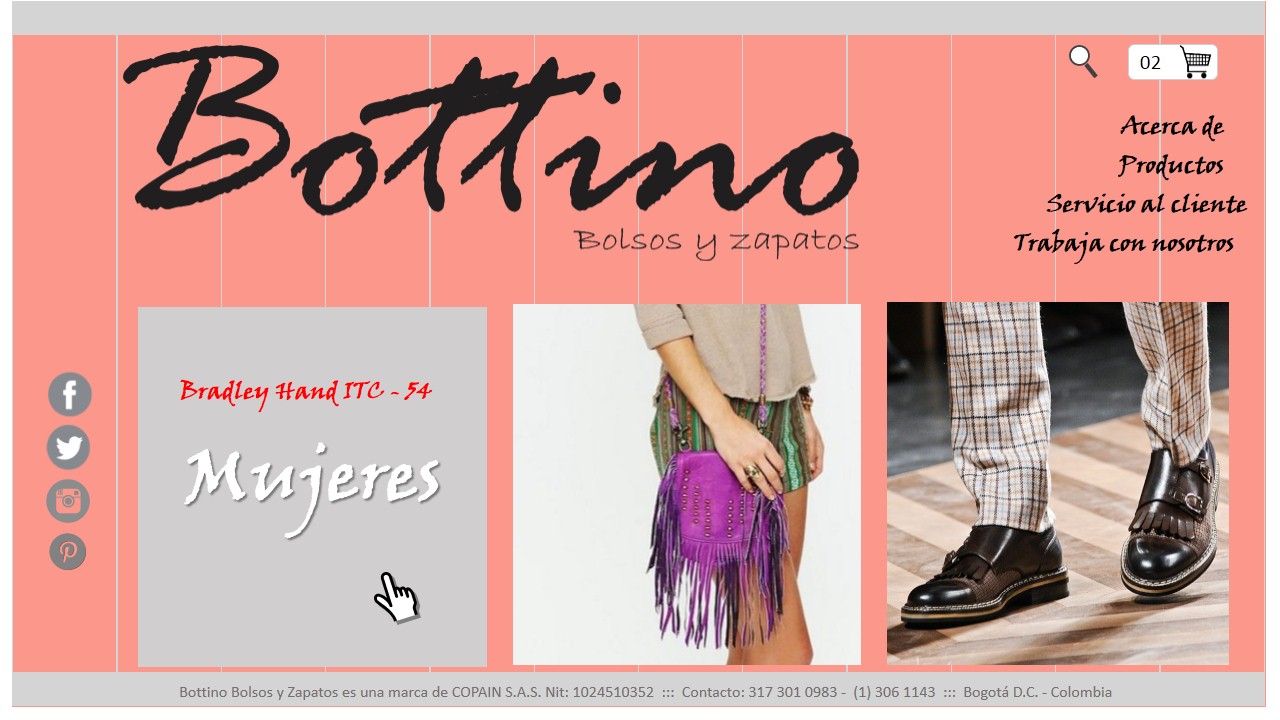 Bottino
Bolsos y zapatos
02
Acerca de
Productos
Servicio al cliente
Trabaja con nosotros
Bradley Hand ITC - 54
Mujeres
Bottino Bolsos y Zapatos es una marca de COPAIN S.A.S. Nit: 1024510352 ::: Contacto: 317 301 0983 - (1) 306 1143 ::: Bogotá D.C. - Colombia